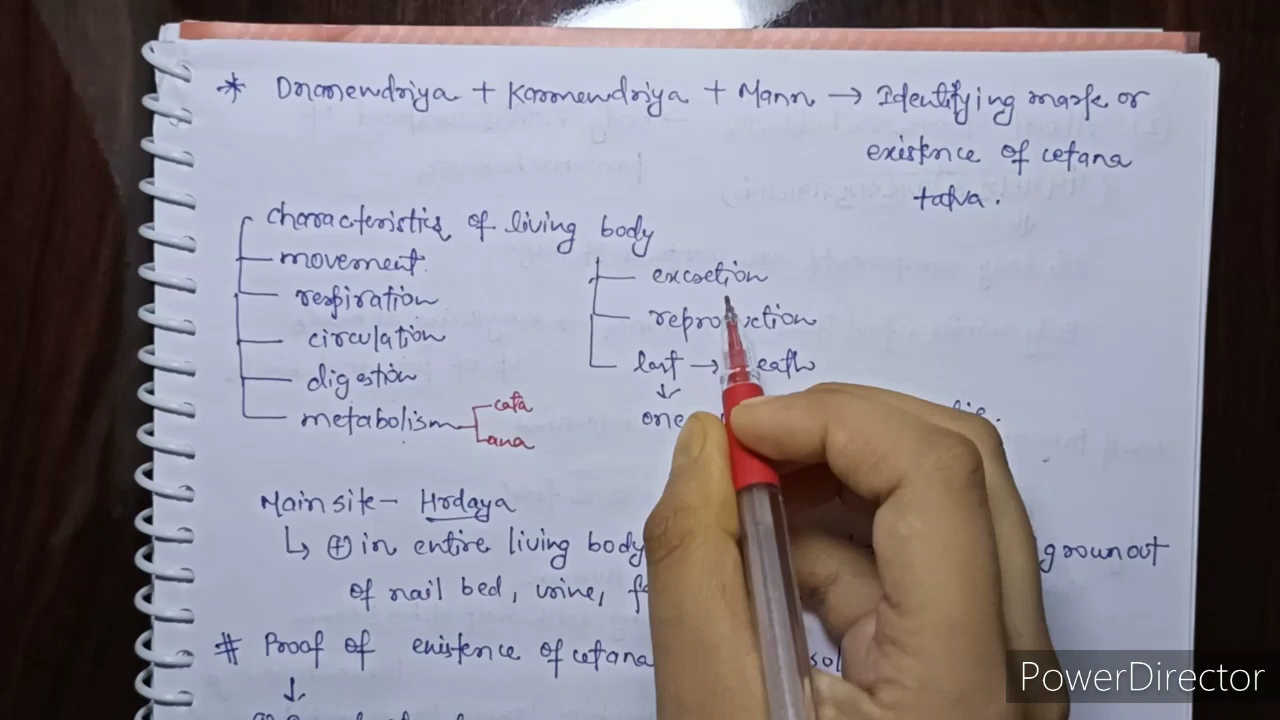 * Dnanendriya + Karmendriya + Mann → Identifying mark or
existence of cetana
tatva.
characteristics of living body
movement
respiration
circulation
digestion
metabolism
cata
ana
excretion
reproduction
last → death
one
Main site - Hrdaya
↳ (+) in entire living body grown out
of nail bed, urine,
# Proof of existence of cetana
↓
PowerDirector